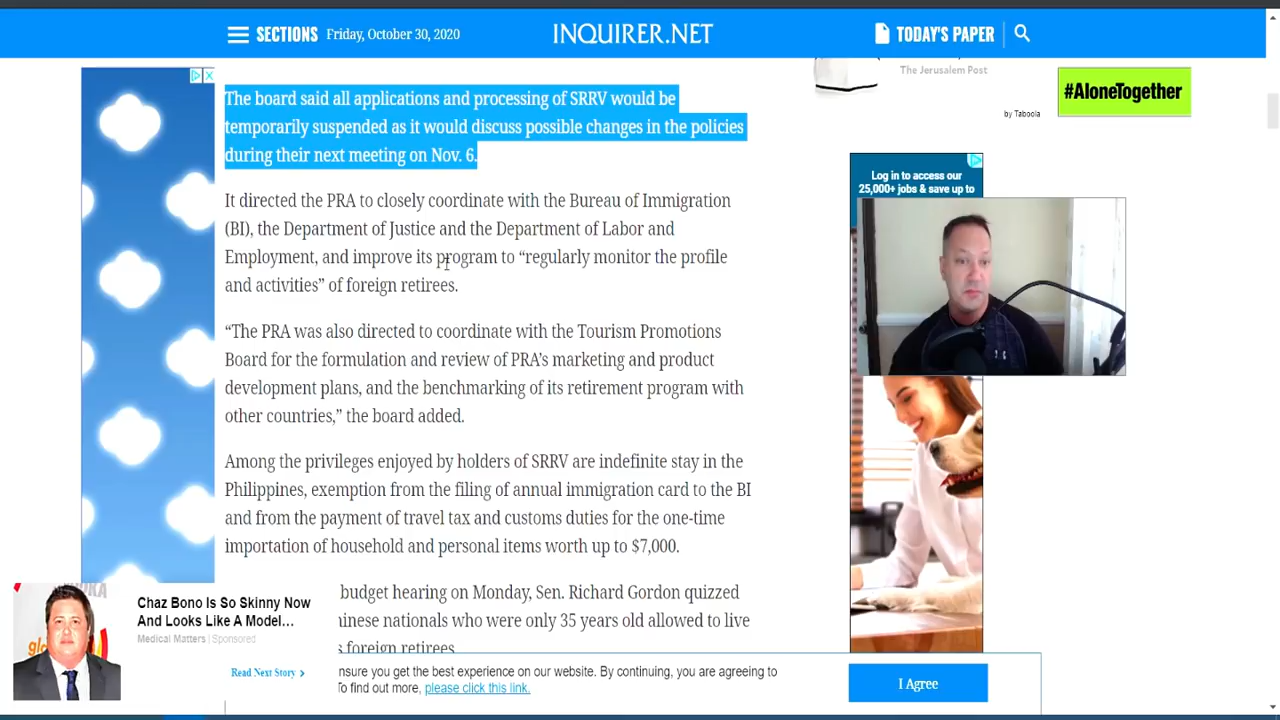 SECTIONS
Friday, October 30, 2020
INQUIRER.NET
TODAY'S PAPER
The board said all applications and processing of SRRV would be
temporarily suspended as it would discuss possible changes in the policies
during their next meeting on Nov. 6.
It directed the PRA to closely coordinate with the Bureau of Immigration
(BI), the Department of Justice and the Department of Labor and
Employment, and improve its program to “regularly monitor the profile
and activities” of foreign retirees.
“The PRA was also directed to coordinate with the Tourism Promotions
Board for the formulation and review of PRA’s marketing and product
development plans, and the benchmarking of its retirement program with
other countries,” the board added.
Among the privileges enjoyed by holders of SRRV are indefinite stay in the
Philippines, exemption from the filing of annual immigration card to the BI
and from the payment of travel tax and customs duties for the one-time
importation of household and personal items worth up to $7,000.
budget hearing on Monday, Sen. Richard Gordon quizzed
inese nationals who were only 35 years old allowed to live
s foreign retirees
The Jerusalem Post
by Taboola
#AloneTogether
Log in to access our
25,000+ jobs & save up to
Chaz Bono Is So Skinny Now
And Looks Like A Model...
Medical Matters | Sponsored
Read Next Story
nsure you get the best experience on our website. By continuing, you are agreeing to
To find out more, please click this link.
I Agree